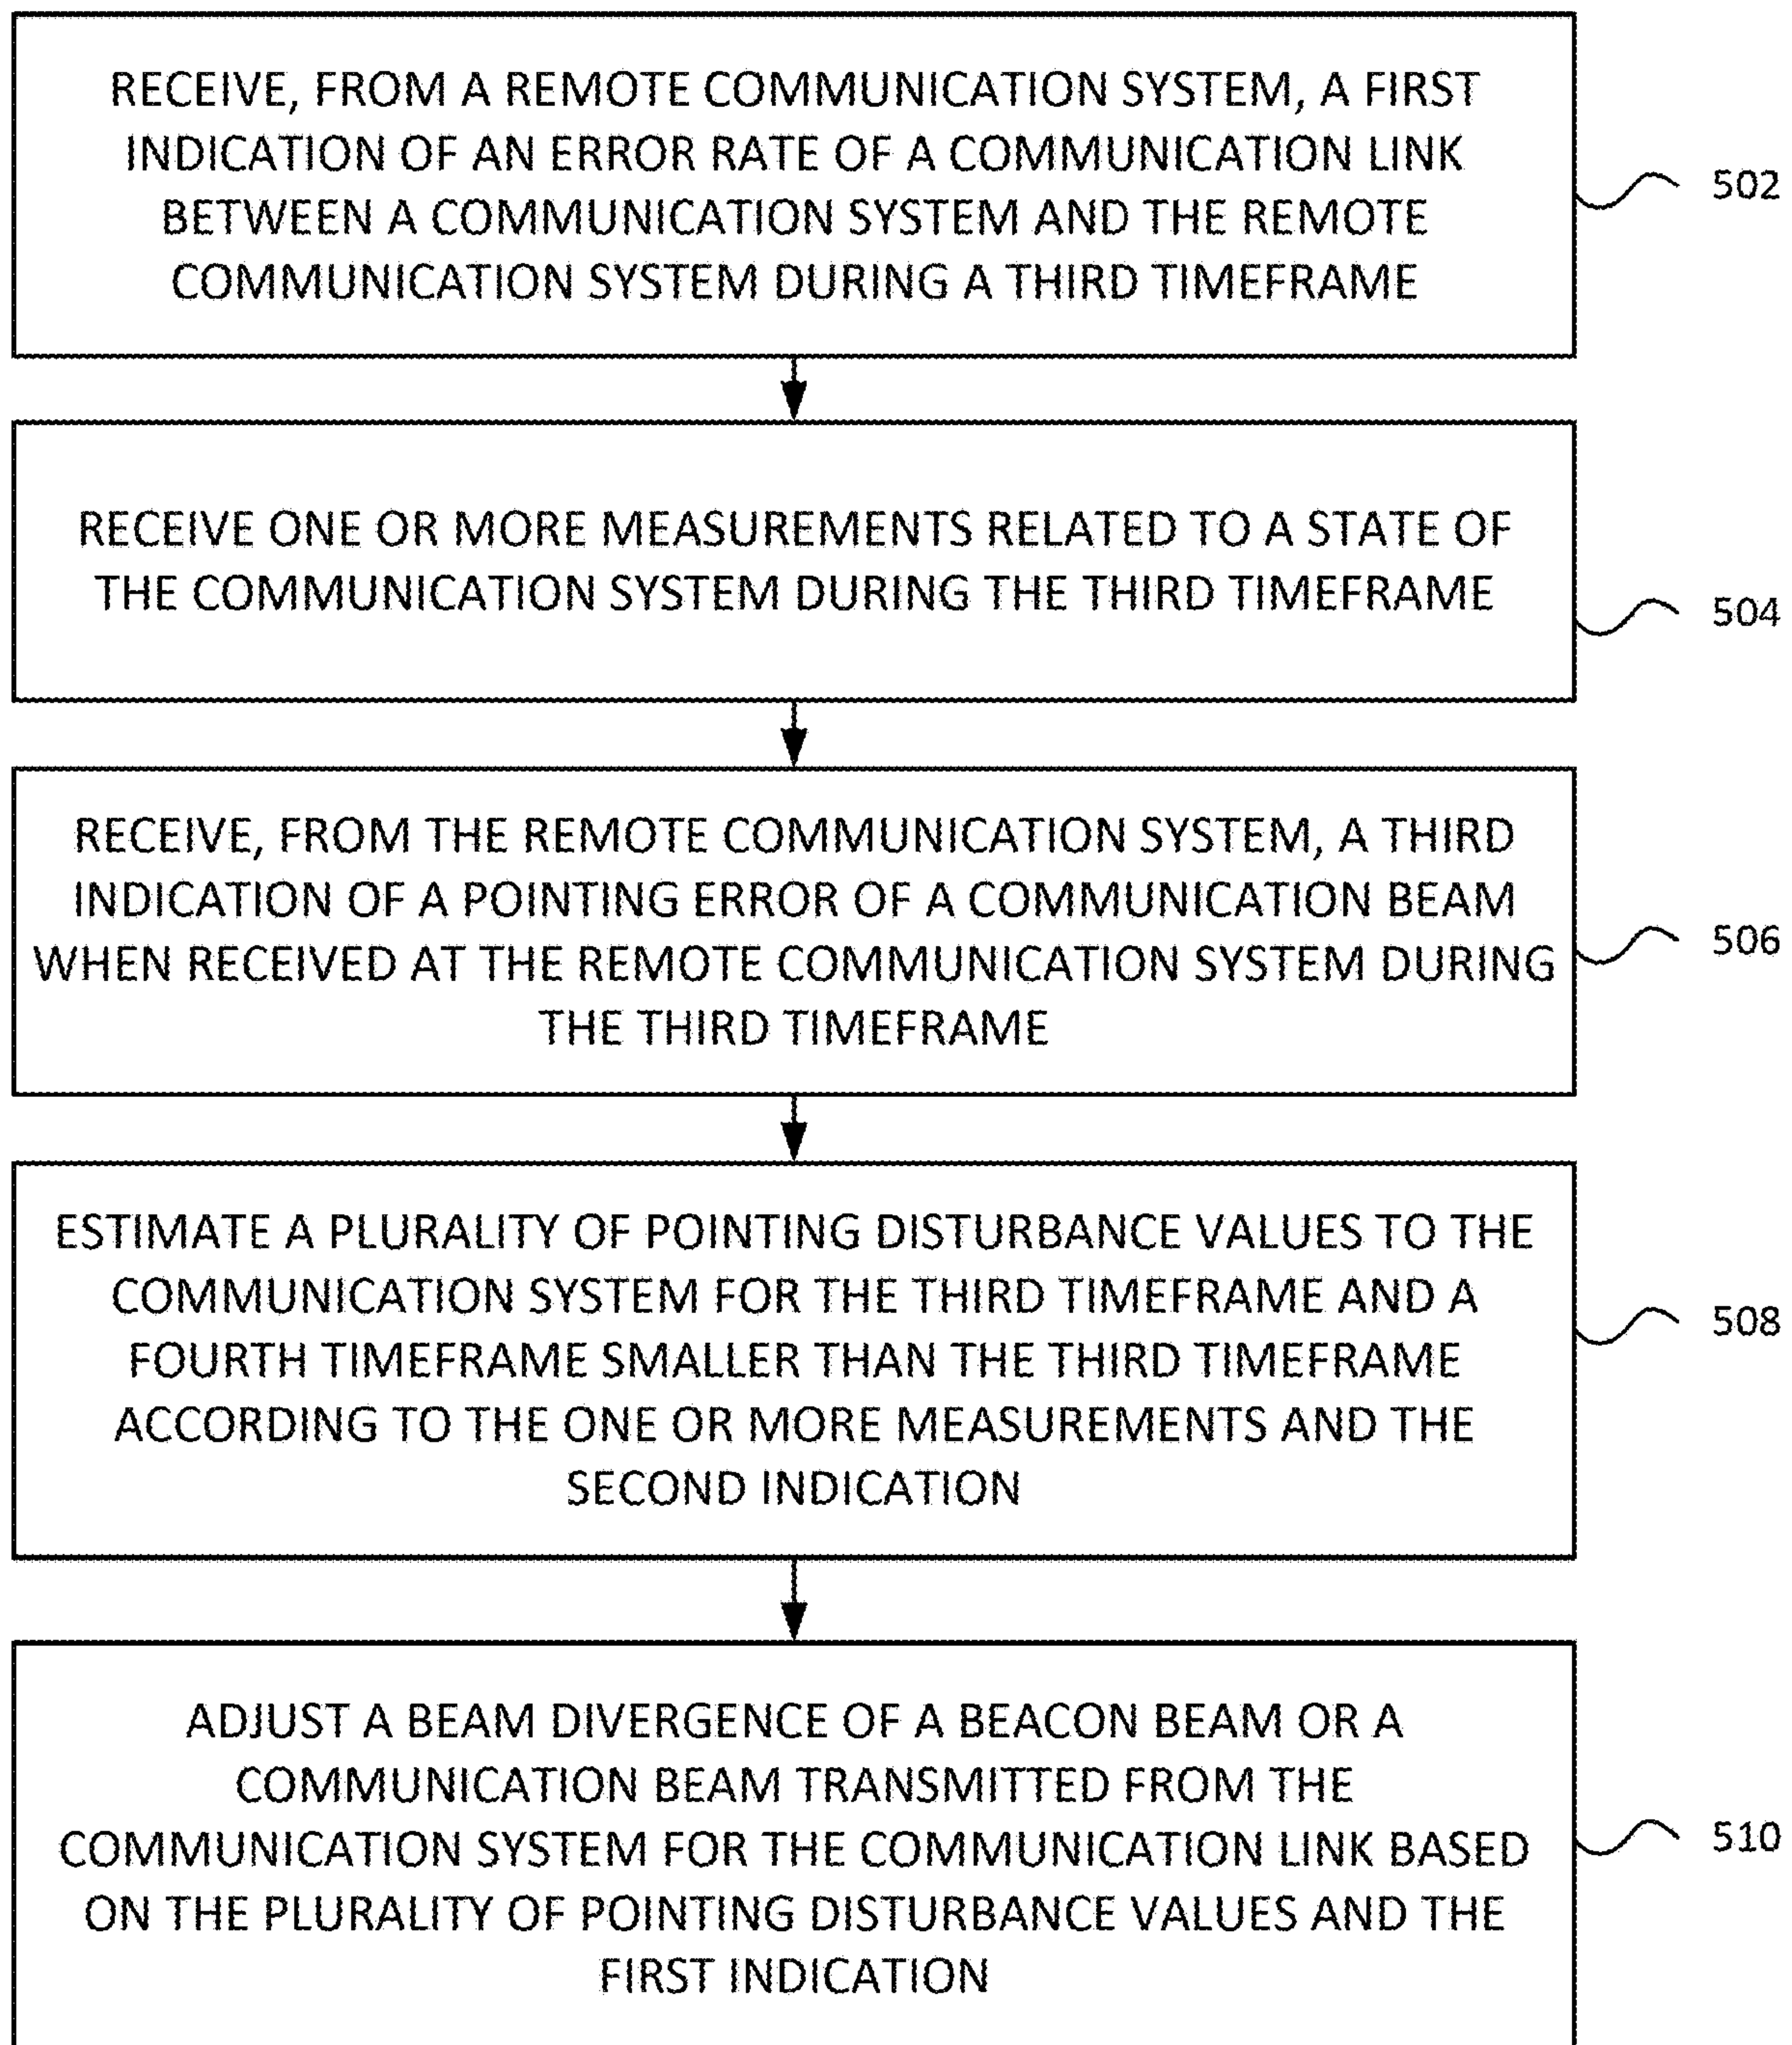 RECEIVE, FROM A REMOTE COMMUNICATION SYSTEM, A FIRST
INDICATION OF AN ERROR RATE OF A COMMUNICATION LINK
BETWEEN A COMMUNICATION SYSTEM AND THE REMOTE
COMMUNICATION SYSTEM DURING A THIRD TIMEFRAME
502
RECEIVE ONE OR MORE MEASUREMENTS RELATED TO A STATE OF
THE COMMUNICATION SYSTEM DURING THE THIRD TIMEFRAME
504
RECEIVE, FROM THE REMOTE COMMUNICATION SYSTEM, A THIRD
INDICATION OF A POINTING ERROR OF A COMMUNICATION BEAM
WHEN RECEIVED AT THE REMOTE COMMUNICATION SYSTEM DURING
THE THIRD TIMEFRAME
506
ESTIMATE A PLURALITY OF POINTING DISTURBANCE VALUES TO THE
COMMUNICATION SYSTEM FOR THE THIRD TIMEFRAME AND A
FOURTH TIMEFRAME SMALLER THAN THE THIRD TIMEFRAME
ACCORDING TO THE ONE OR MORE MEASUREMENTS AND THE
SECOND INDICATION
508
ADJUST A BEAM DIVERGENCE OF A BEACON BEAM OR A
COMMUNICATION BEAM TRANSMITTED FROM THE
COMMUNICATION SYSTEM FOR THE COMMUNICATION LINK BASED
ON THE PLURALITY OF POINTING DISTURBANCE VALUES AND THE
FIRST INDICATION
510